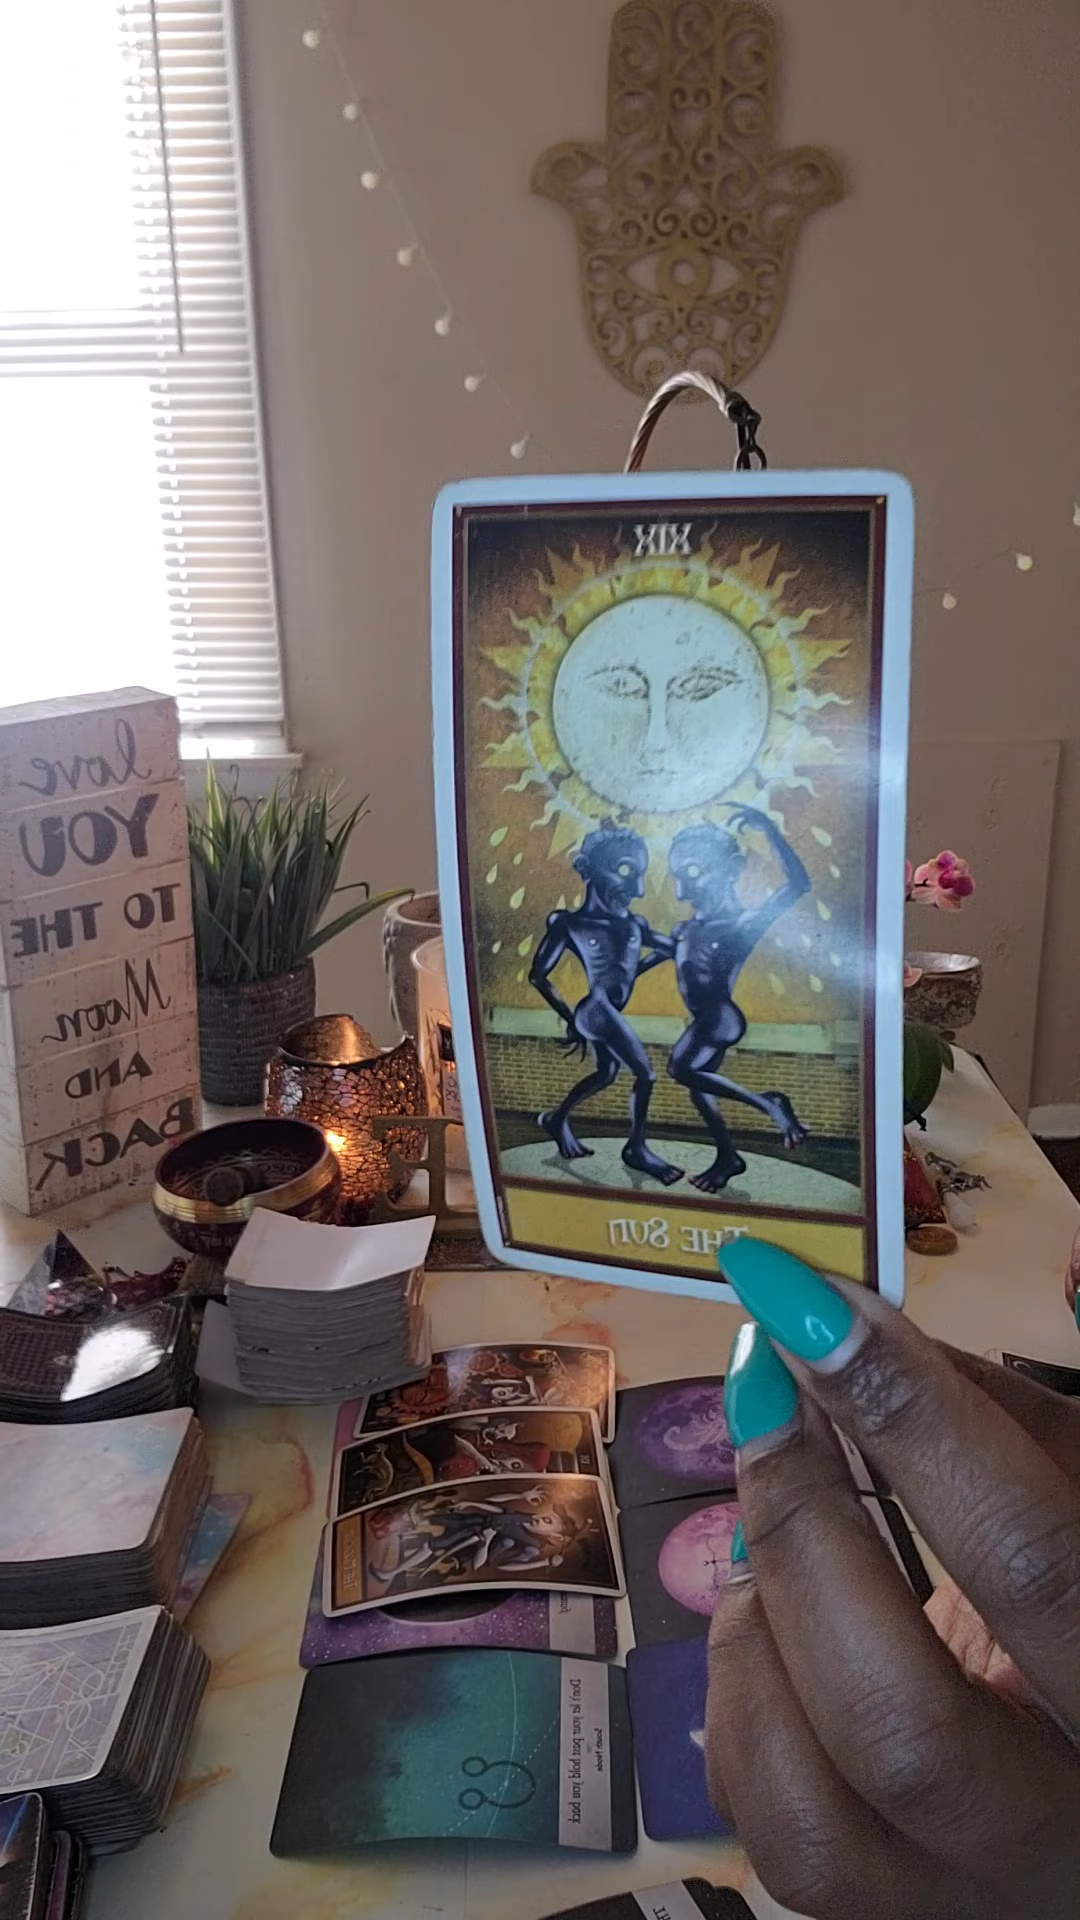 XIX
THE SUN
love
YOU
TO THE
Moon
AND
BACK
Don't let your past hold you back
South Node